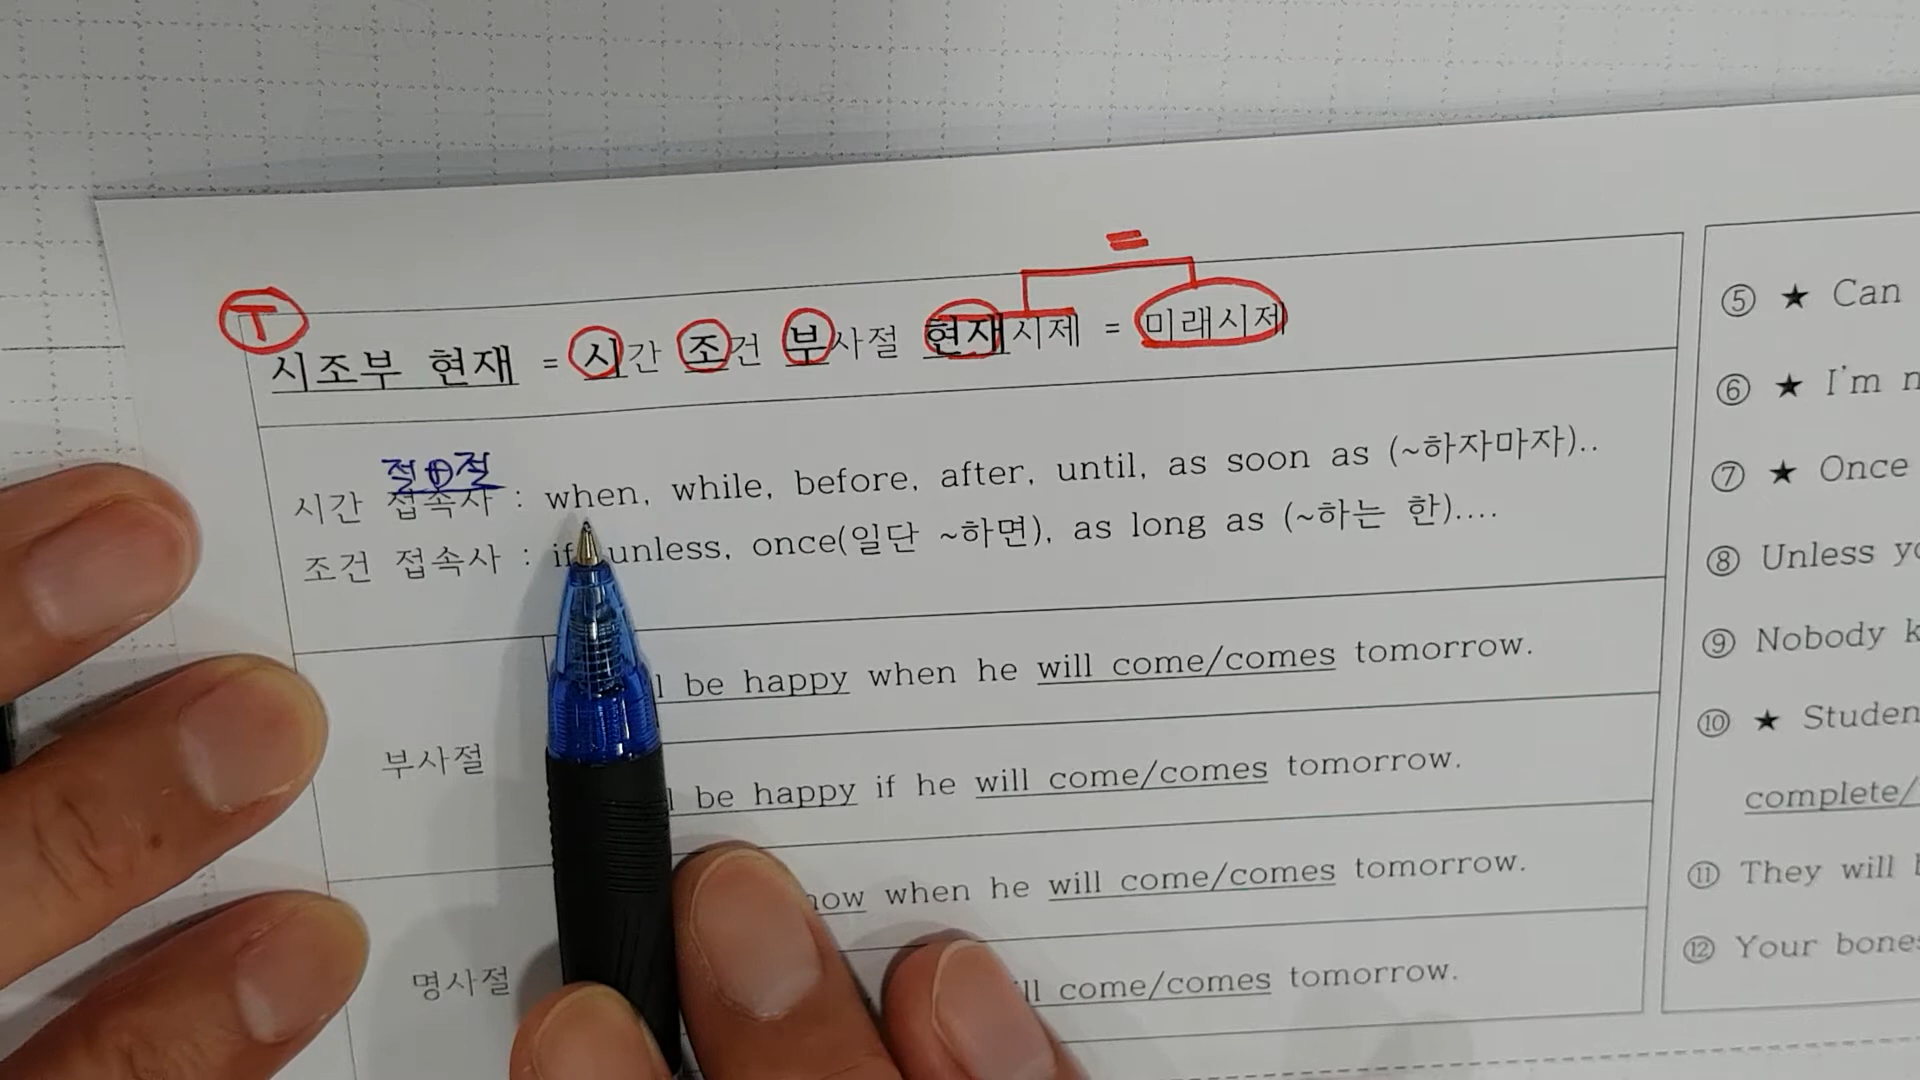 =
T
시조부 현재 = 시간 조건 부사절 현재시제 = 미래시제
절+절
시간 접속사 : when, while, before, after, until, as soon as (~하자마자)..
조건 접속사 : if, unless, once(일단 ~하면), as long as (~하는 한)....
부사절
l be happy when he will come/comes tomorrow.
l be happy if he will come/comes tomorrow.
명사절
now when he will come/comes tomorrow.
ll come/comes tomorrow.
⑤ ★ Can
⑥ ★ I'm n
⑦ ★ Once
⑧ Unless yo
⑨ Nobody k
⑩ ★ Studen
complete/
⑪ They will b
⑫ Your bones